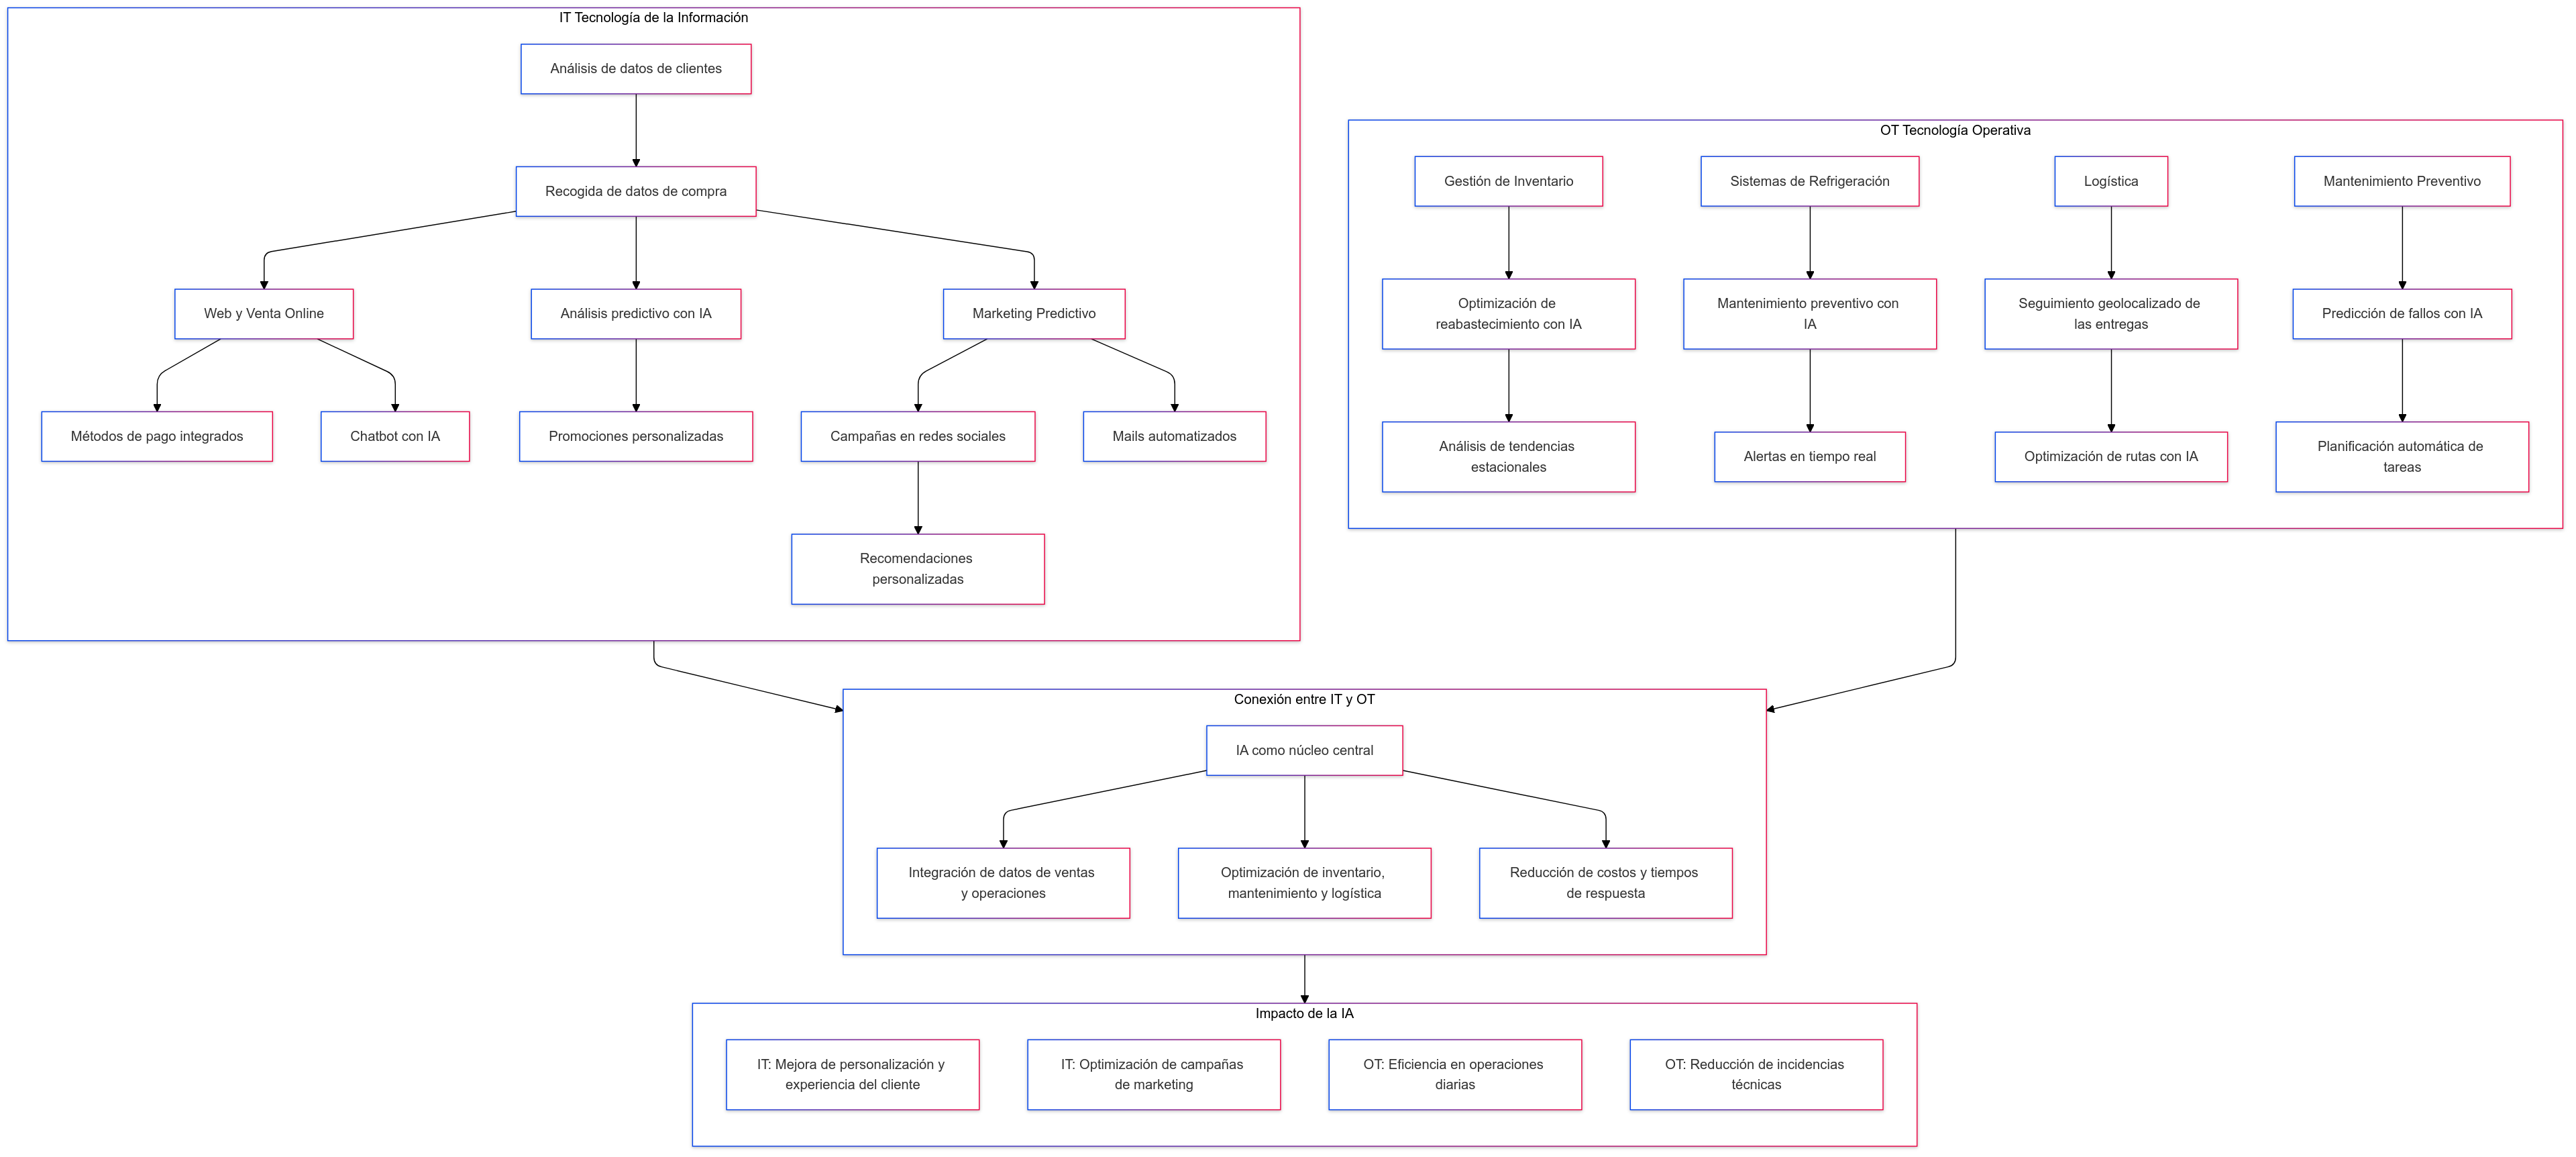 IT Tecnología de la Información
Análisis de datos de clientes
Recogida de datos de compra
Web y Venta Online
Análisis predictivo con IA
Marketing Predictivo
Métodos de pago integrados
Chatbot con IA
Promociones personalizadas
Campañas en redes sociales
Mails automatizados
Recomendaciones
personalizadas
OT Tecnología Operativa
Gestión de Inventario
Sistemas de Refrigeración
Logística
Mantenimiento Preventivo
Optimización de
reabastecimiento con IA
Mantenimiento preventivo con
IA
Seguimiento geolocalizado de
las entregas
Predicción de fallos con IA
Análisis de tendencias
estacionales
Alertas en tiempo real
Optimización de rutas con IA
Planificación automática de
tareas
Conexión entre IT y OT
IA como núcleo central
Integración de datos de ventas
y operaciones
Optimización de inventario,
mantenimiento y logística
Reducción de costos y tiempos
de respuesta
Impacto de la IA
IT: Mejora de personalización y
experiencia del cliente
IT: Optimización de campañas
de marketing
OT: Eficiencia en operaciones
diarias
OT: Reducción de incidencias
técnicas